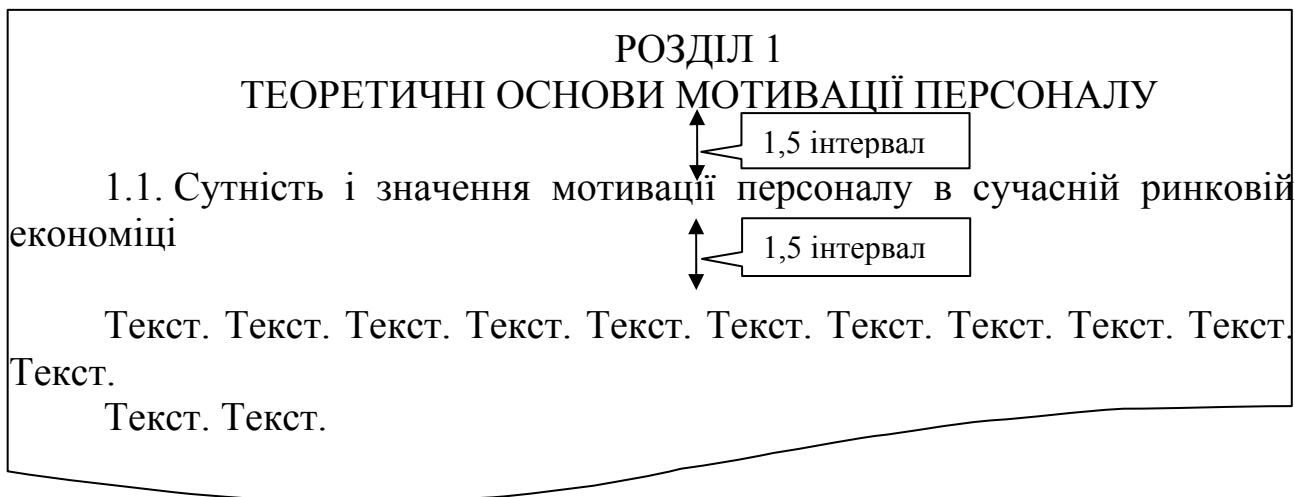 РОЗДІЛ 1
ТЕОРЕТИЧНІ ОСНОВИ МОТИВАЦІЇ ПЕРСОНАЛУ
1,5 інтервал
1.1. Сутність і значення мотивації персоналу в сучасній ринковій
економіці
1,5 інтервал
Текст. Текст. Текст. Текст. Текст. Текст. Текст. Текст. Текст. Текст.
Текст.
Текст. Текст.